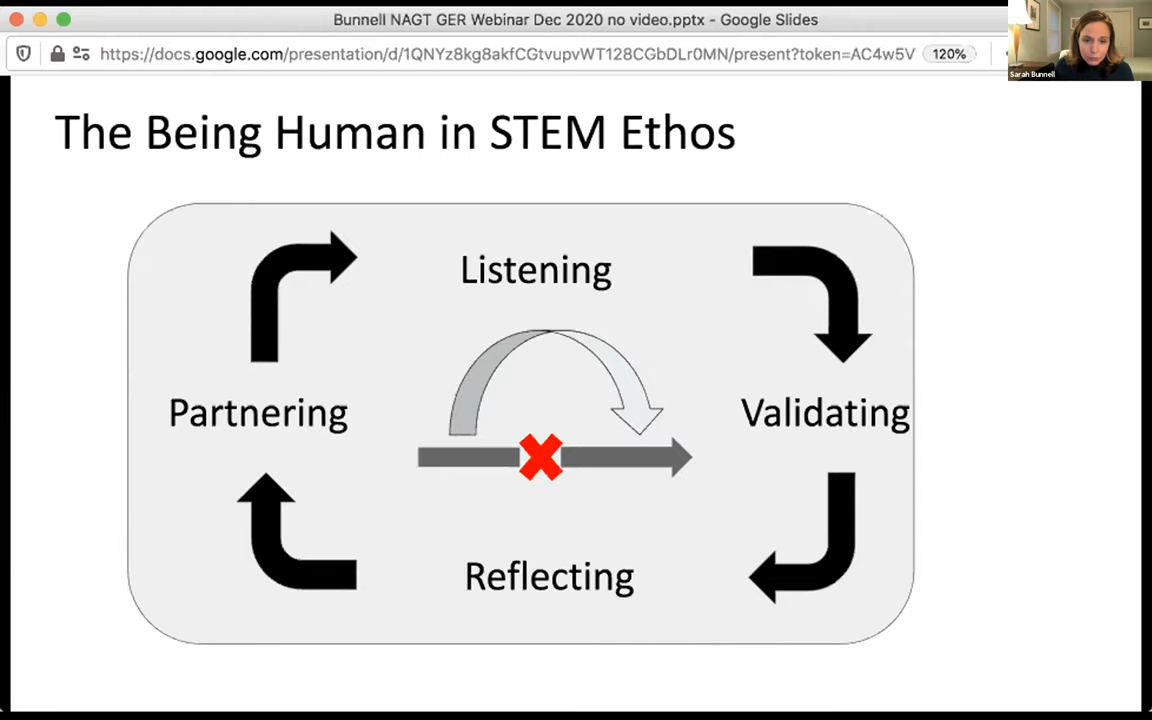 Bunnell NAGT GER Webinar Dec 2020 no video.pptx - Google Slides
https://docs.google.com/presentation/d/1QNYz8kg8akfCGtvupvWT128CGbDLr0MN/present?token=AC4w5V
120%
Sarah Bunnell
The Being Human in STEM Ethos
Listening
Partnering
Validating
Reflecting